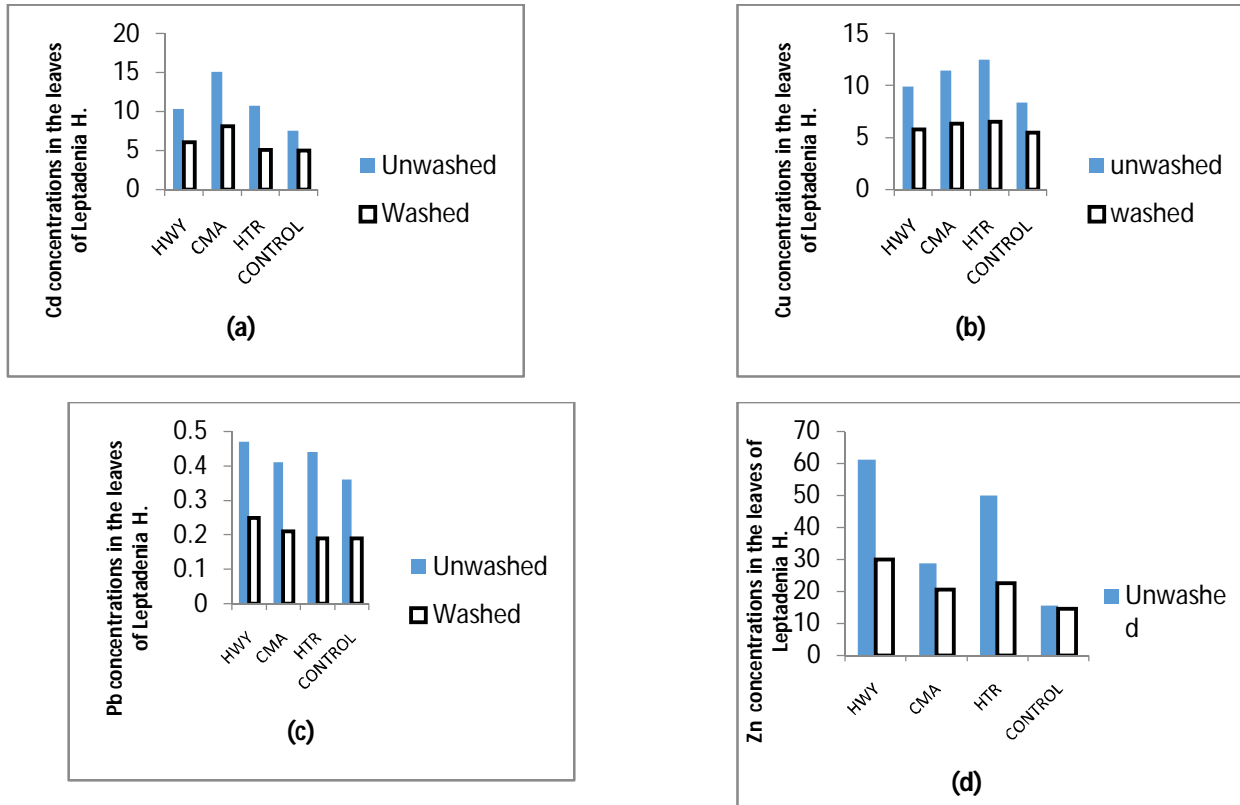 Cd concentrations in the leaves
of Leptadenia H.
20
15
10
5
0
HWY
CMA
HTR
CONTROL
Unwashed
Washed
(a)
Cu concentrations in the leaves
of Leptadenia H.
15
10
5
0
HWY
CMA
HTR
CONTROL
unwashed
washed
(b)
Pb concentrations in the leaves
of Leptadenia H.
0.5
0.4
0.3
0.2
0.1
0
HWY
CMA
HTR
CONTROL
Unwashed
Washed
(c)
Zn concentrations in the leaves of
Leptadenia H.
70
60
50
40
30
20
10
0
HWY
CMA
HTR
CONTROL
Unwashe
d
(d)